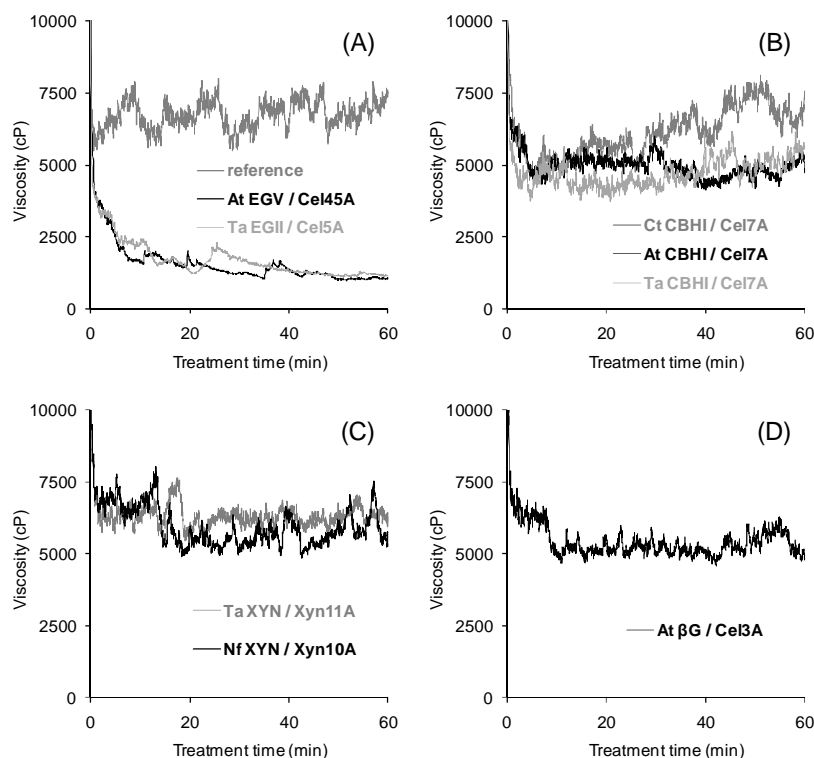 10000
7500
5000
2500
0
0
20
40
60
Viscosity (cP)
Treatment time (min)
(A)
reference
At EGV / Cel45A
Ta EGII / Cel5A
10000
7500
5000
2500
0
0
20
40
60
Viscosity (cP)
Treatment time (min)
(B)
Ct CBHI / Cel7A
At CBHI / Cel7A
Ta CBHI / Cel7A
10000
7500
5000
2500
0
0
20
40
60
Viscosity (cP)
Treatment time (min)
(C)
Ta XYN / Xyn11A
Nf XYN / Xyn10A
10000
7500
5000
2500
0
0
20
40
60
Viscosity (cP)
Treatment time (min)
(D)
At βG / Cel3A